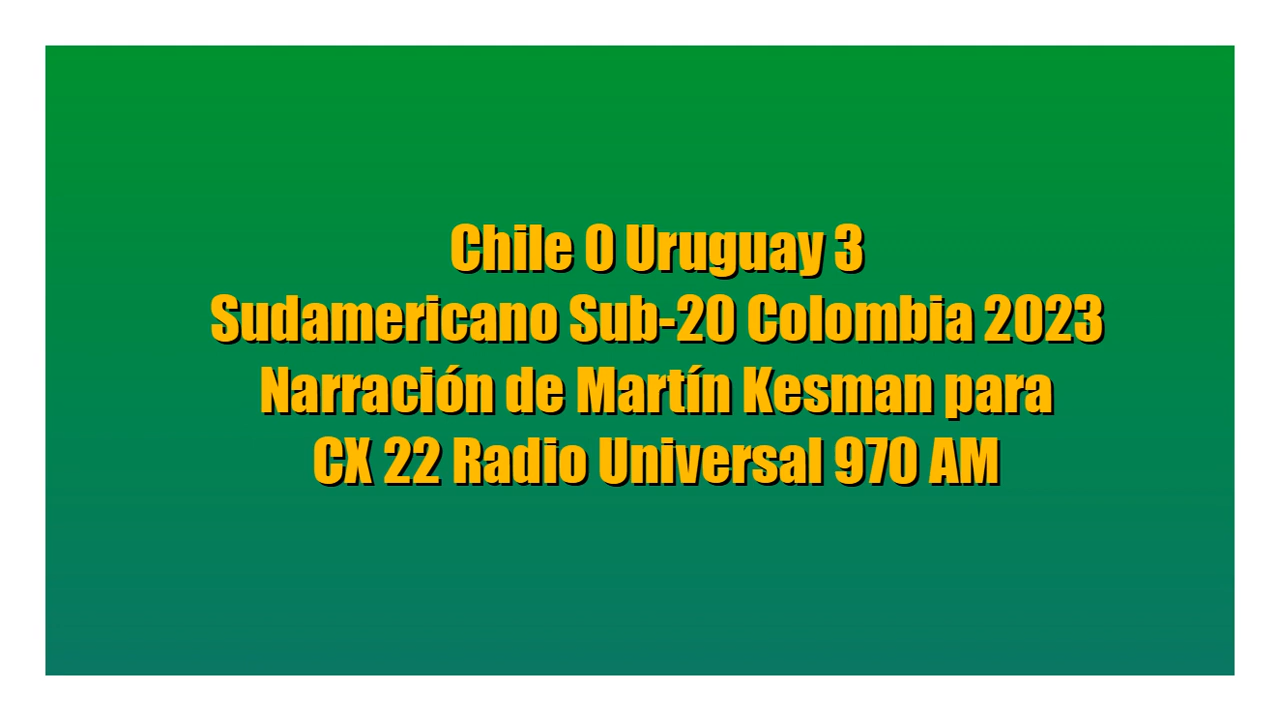 Chile 0 Uruguay 3
Sudamericano Sub-20 Colombia 2023
Narración de Martín Kesman para
CX 22 Radio Universal 970 AM